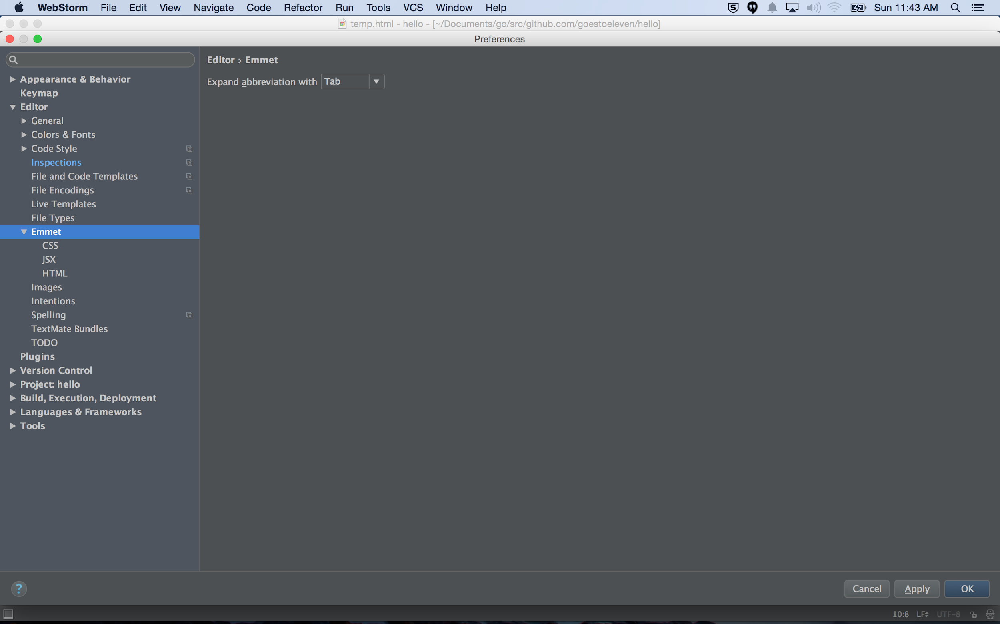 WebStorm File Edit View Navigate Code Refactor Run Tools VCS Window Help Sun 11:43 AM
temp.html - hello - [~/Documents/go/src/github.com/goestoeleven/hello]
Preferences
Editor › Emmet
Expand abbreviation with Tab
Appearance & Behavior
Keymap
Editor
General
Colors & Fonts
Code Style
Inspections
File and Code Templates
File Encodings
Live Templates
File Types
Emmet
CSS
JSX
HTML
Images
Intentions
Spelling
TextMate Bundles
TODO
Plugins
Version Control
Project: hello
Build, Execution, Deployment
Languages & Frameworks
Tools
? Cancel Apply OK
10:8 LF UTF-8